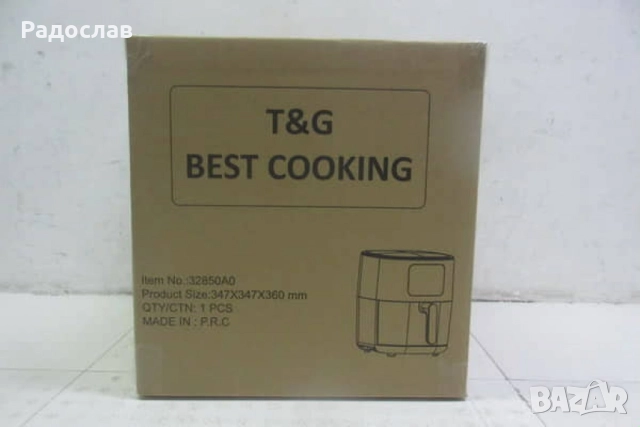 Радослав
T&G
BEST COOKING
Item No.:32850A0
Product Size:347X347X360 mm
QTY/CTN: 1 PCS
MADE IN : P.R.C
BAZAR